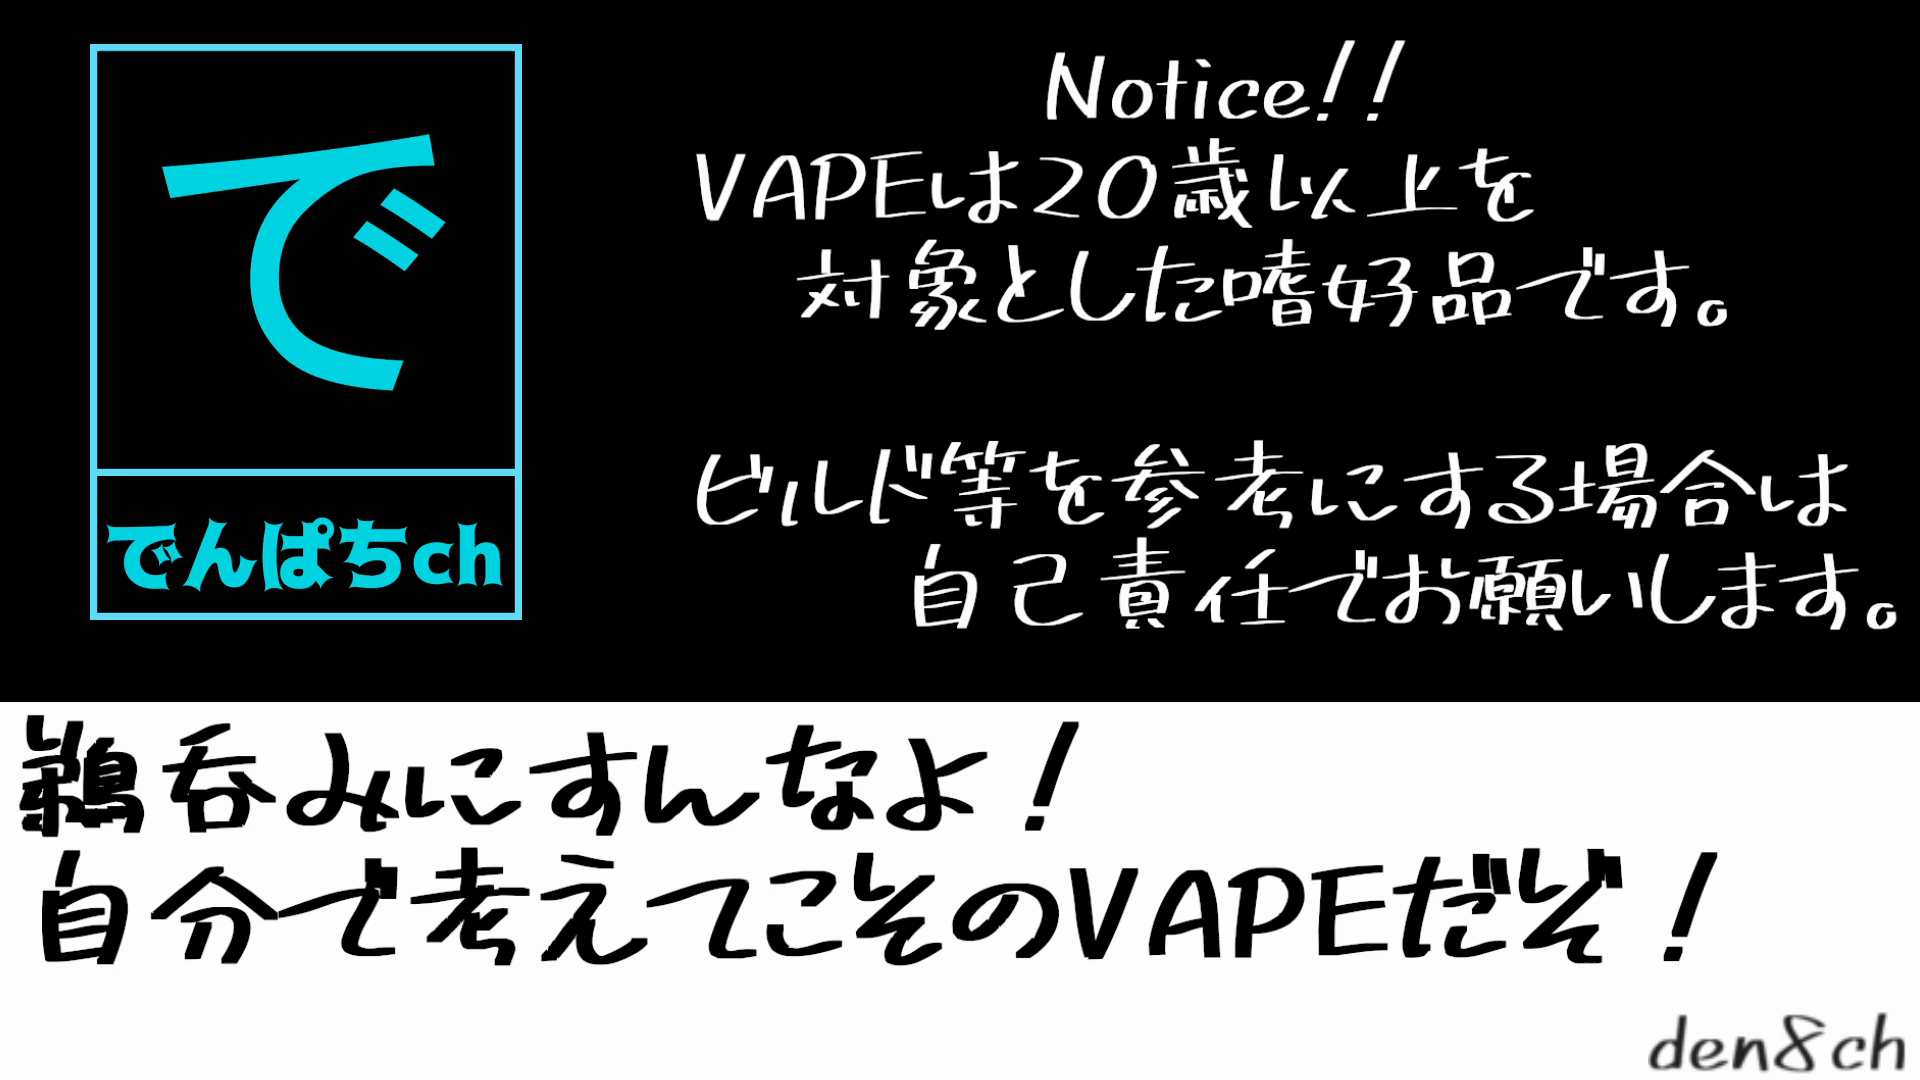 で
でんぱちch
Notice!!
VAPEは20歳以上を
対象とした嗜好品です。
ビルド等を参考にする場合は
自己責任でお願いします。
鵜呑みにすんなよ!
自分で考えてこそのVAPEだぞ!
den8ch